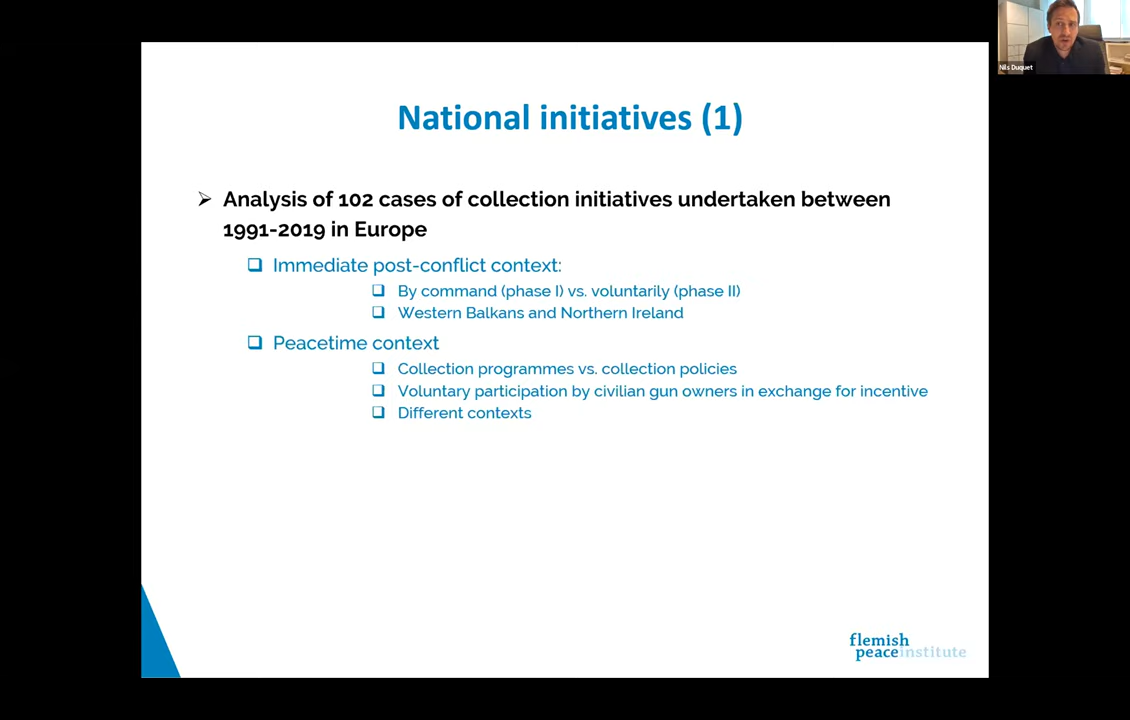 Nils Duquet
National initiatives (1)
Analysis of 102 cases of collection initiatives undertaken between
1991-2019 in Europe
Immediate post-conflict context:
By command (phase I) vs. voluntarily (phase II)
Western Balkans and Northern Ireland
Peacetime context
Collection programmes vs. collection policies
Voluntary participation by civilian gun owners in exchange for incentive
Different contexts
flemish
peaceinstitute